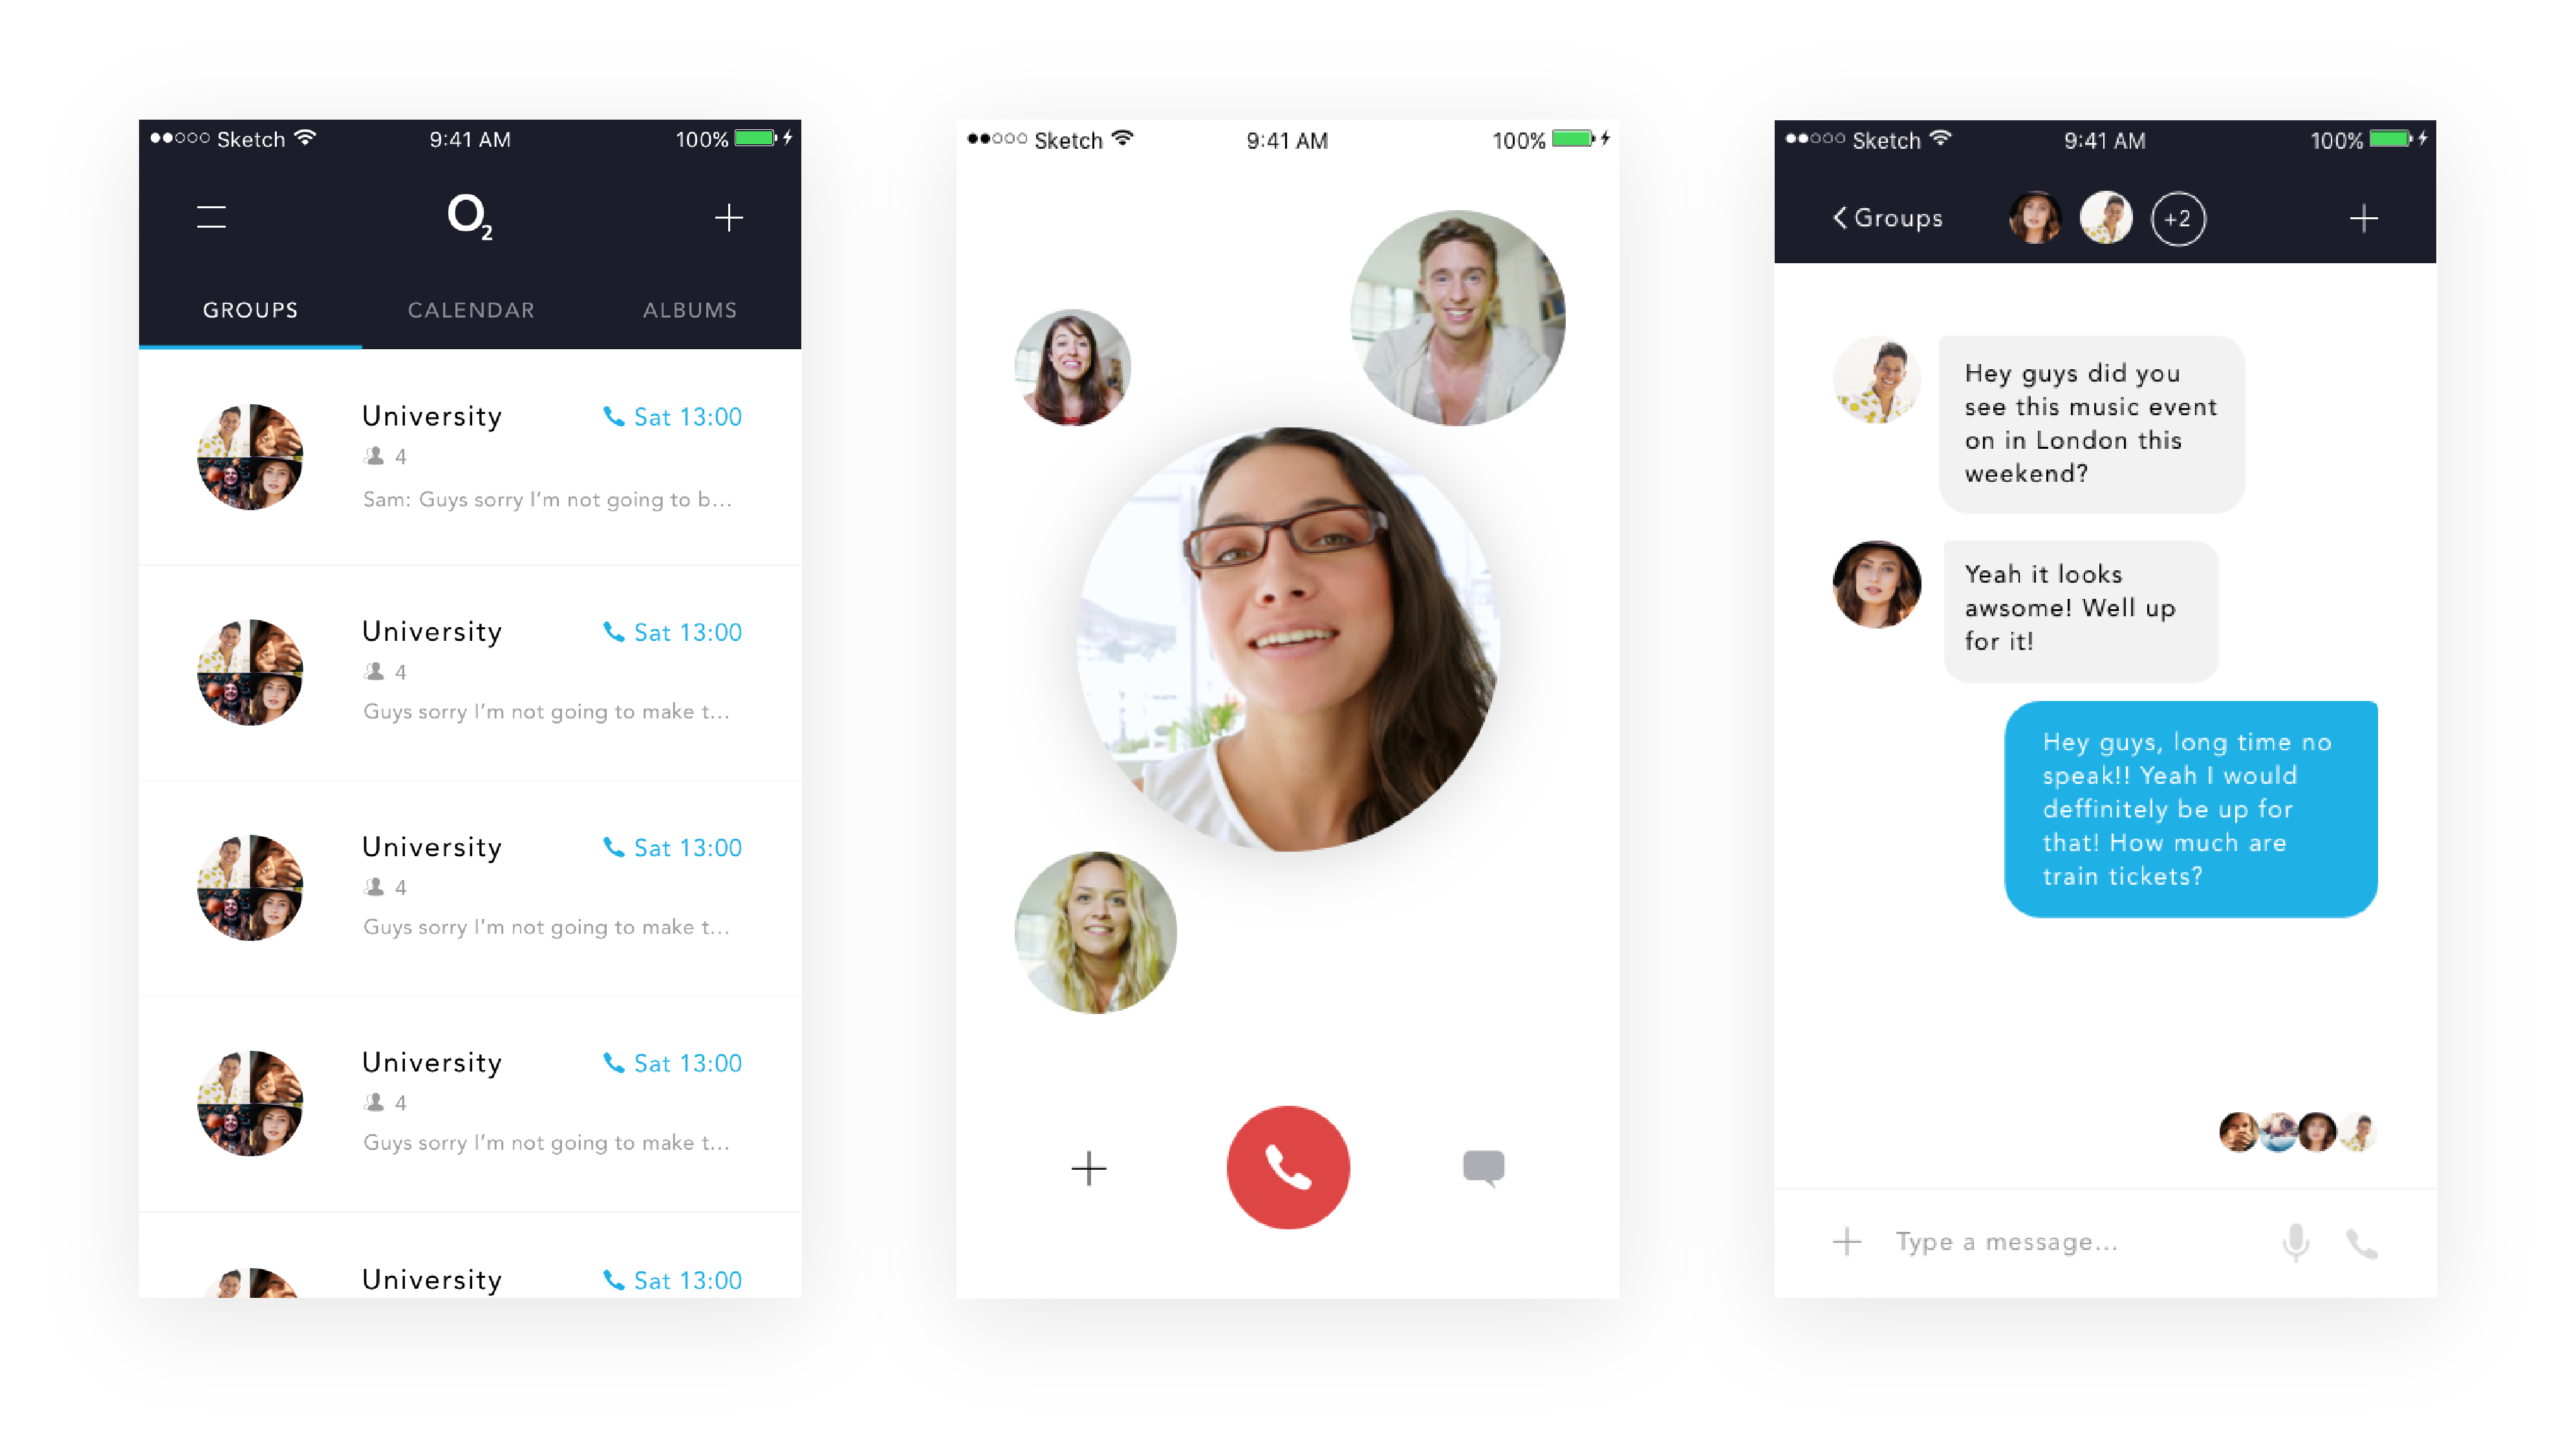 Sketch 9:41 AM 100%
O2
GROUPS CALENDAR ALBUMS
University Sat 13:00
4
Sam: Guys sorry I'm not going to b...
University Sat 13:00
4
Guys sorry I'm not going to make t...
University Sat 13:00
4
Guys sorry I'm not going to make t...
University Sat 13:00
4
Guys sorry I'm not going to make t...
University Sat 13:00
Sketch 9:41 AM 100%
Sketch 9:41 AM 100%
Groups +2
Hey guys did you
see this music event
on in London this
weekend?
Yeah it looks
awsome! Well up
for it!
Hey guys, long time no
speak!! Yeah I would
deffinitely be up for
that! How much are
train tickets?
Type a message...